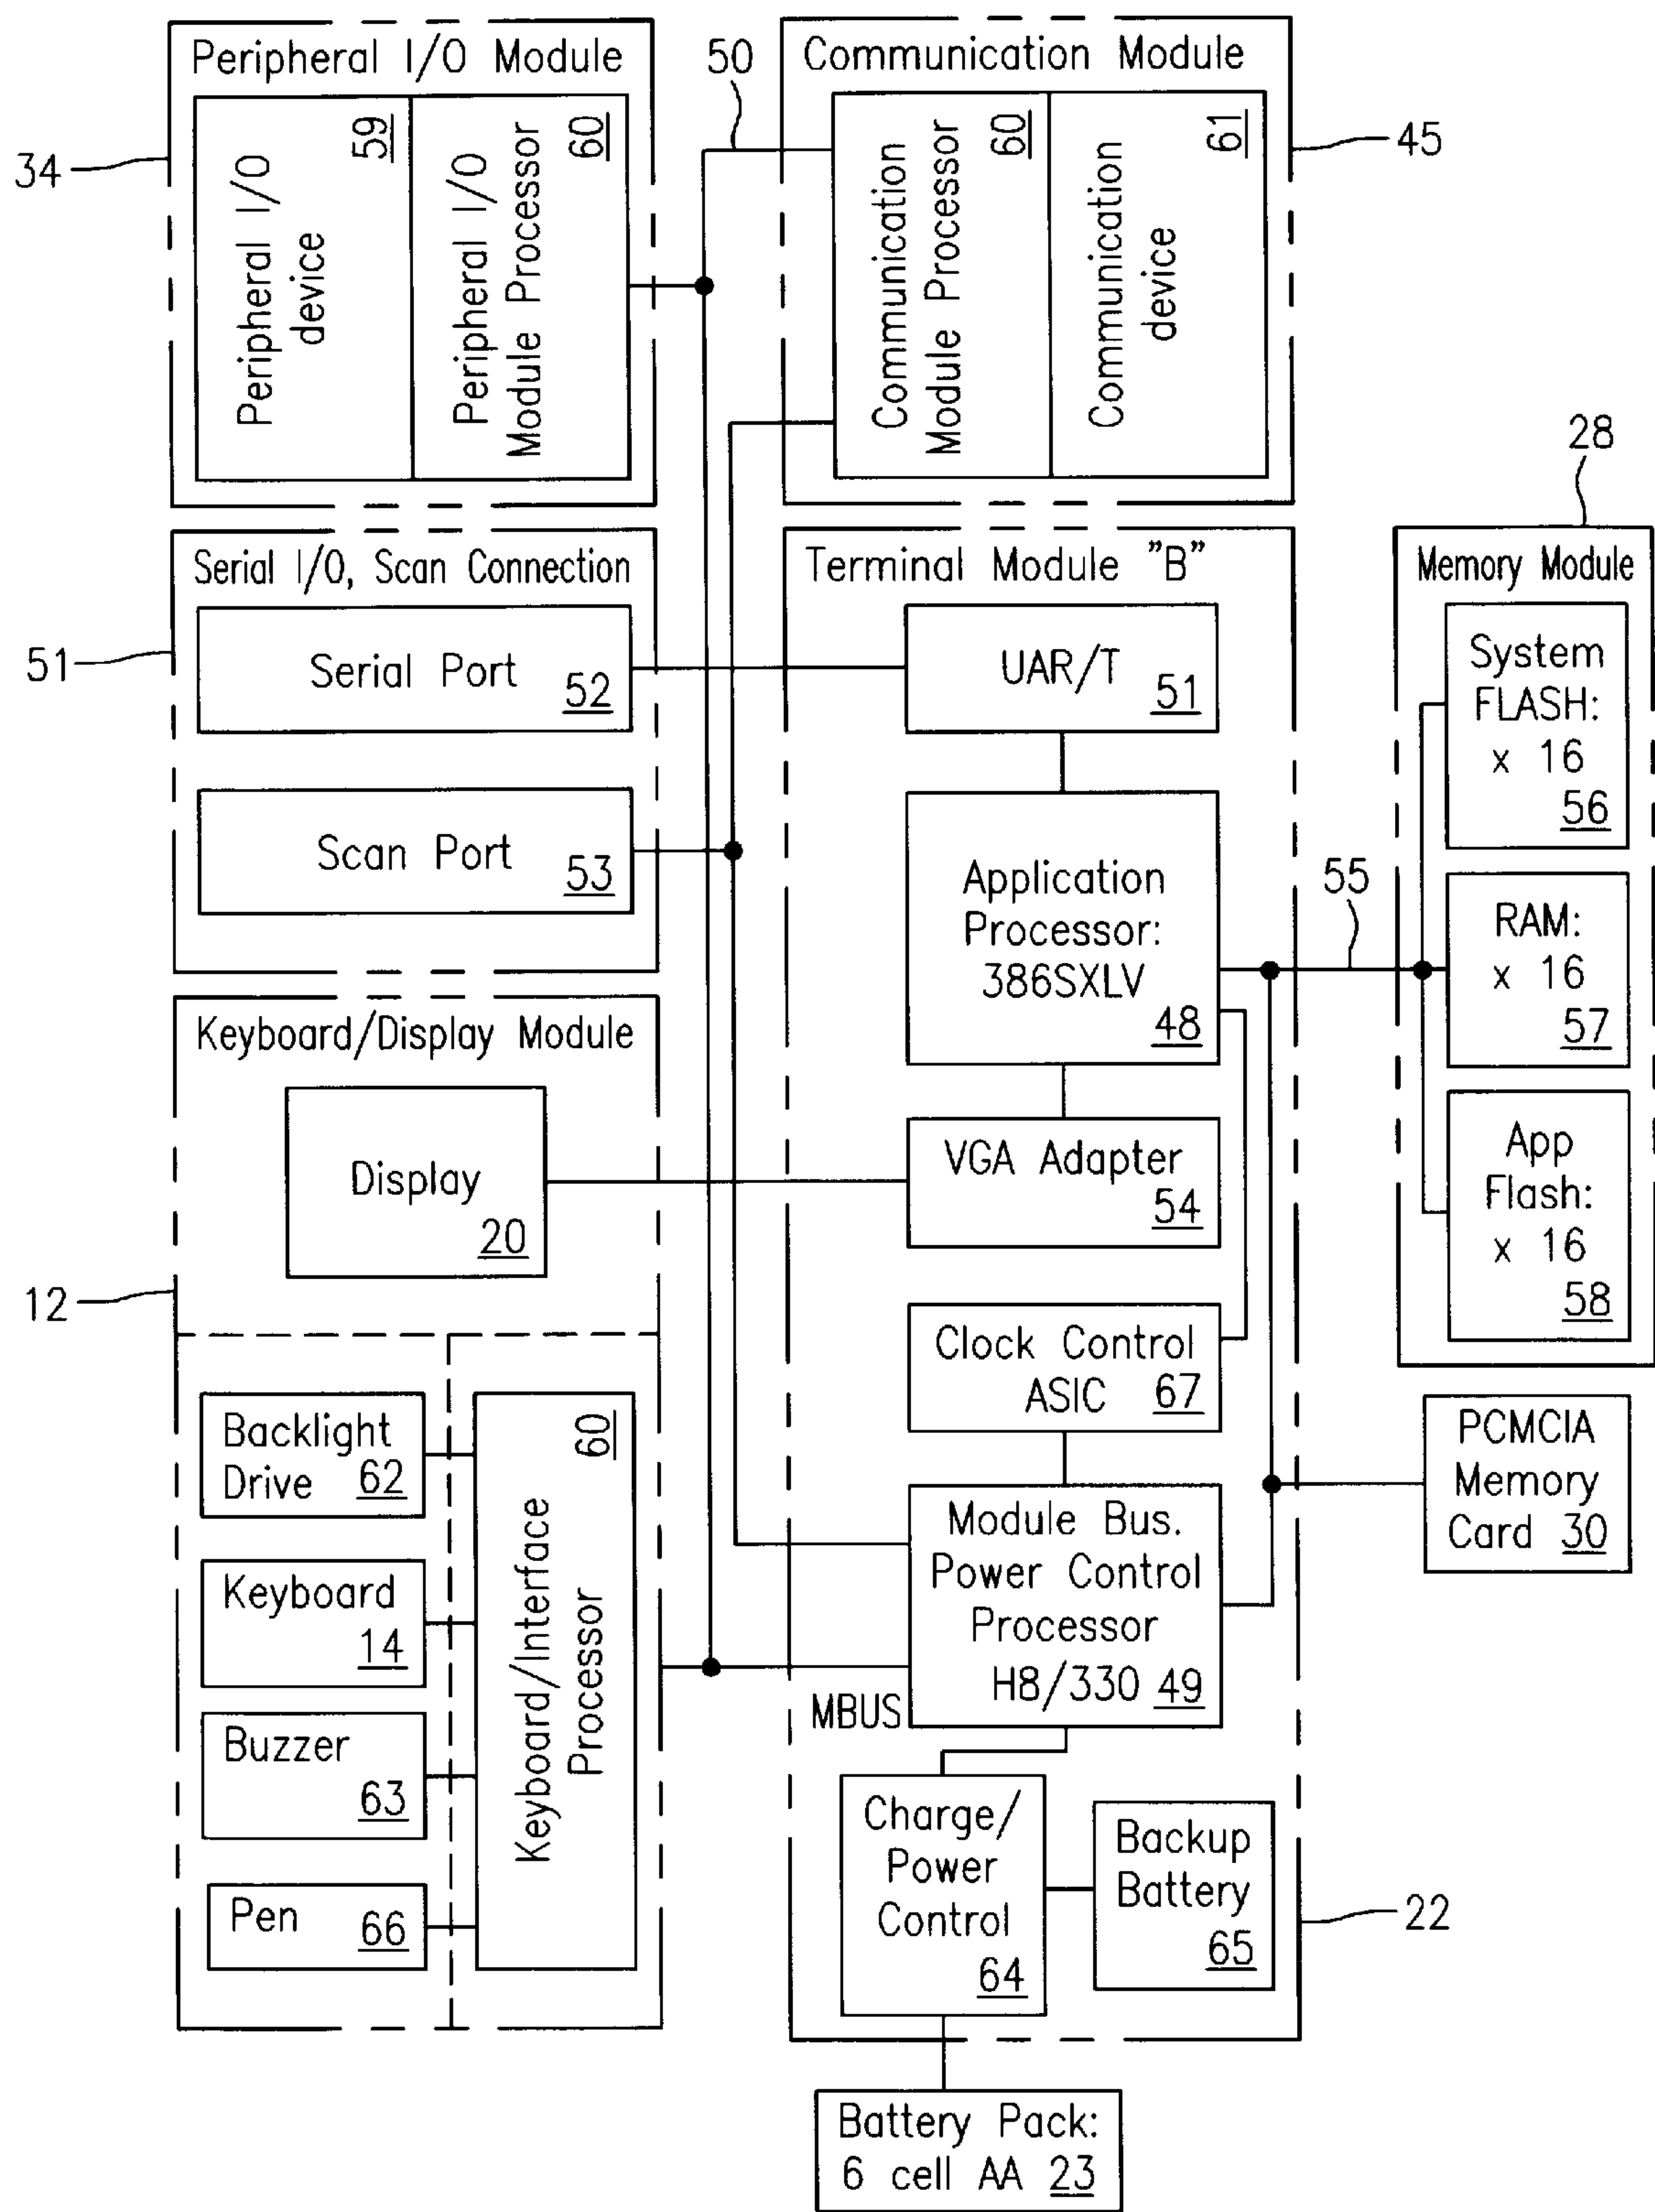 Peripheral I/O Module
Peripheral I/O
device
59
Peripheral I/O
Module Processor
60
34
50
Communication Module
Communication
Module Processor
60
Communication
device
61
45
Serial I/O, Scan Connection
Serial Port
52
Scan Port
53
51
Terminal Module "B"
UAR/T
51
Application
Processor:
386SXLV
48
VGA Adapter
54
Clock Control
ASIC 67
Module Bus.
Power Control
Processor
H8/330 49
MBUS
Charge/
Power
Control
64
Backup
Battery
65
22
Battery Pack:
6 cell AA 23
28
Memory Module
System
FLASH:
x 16
56
RAM:
x 16
57
App
Flash:
x 16
58
55
PCMCIA
Memory
Card 30
Keyboard/Display Module
Display
20
12
Backlight
Drive 62
Keyboard
14
Buzzer
63
Pen 66
Keyboard/Interface
Processor
60